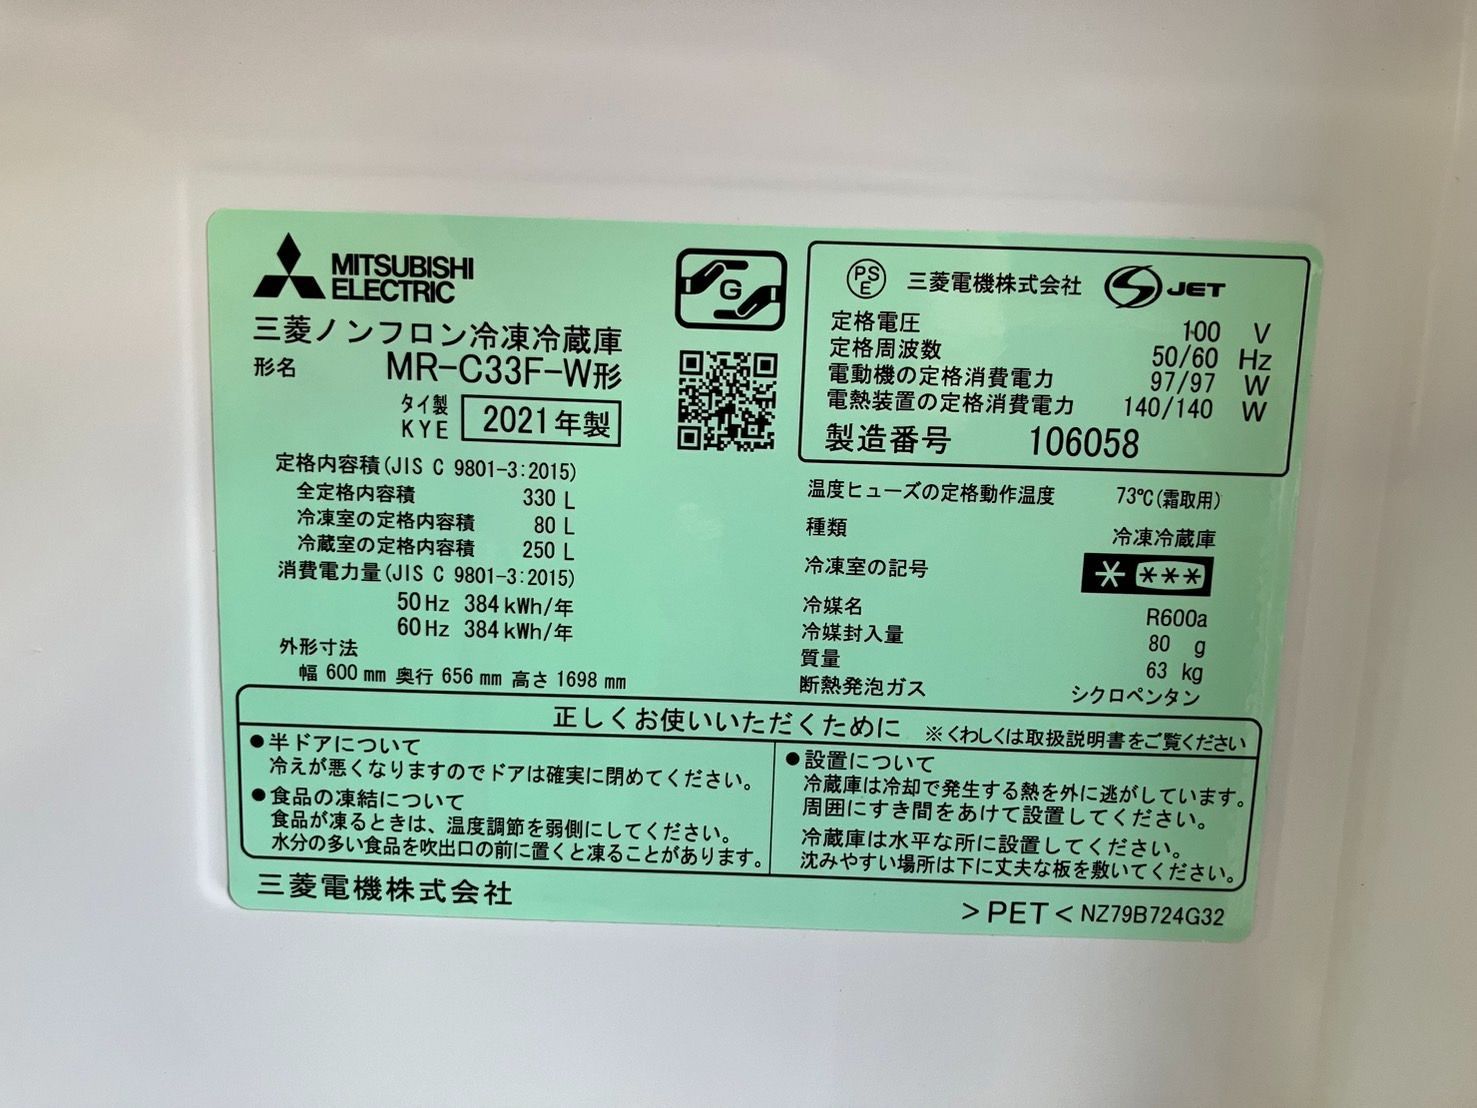 MITSUBISHI
ELECTRIC
三菱ノンフロン冷凍冷蔵庫
形名 MR-C33F-W形
タイ製
KYE 2021年製
定格内容積(JIS C 9801-3:2015)
全定格内容積 330 L
冷凍室の定格内容積 80 L
冷蔵室の定格内容積 250 L
消費電力量(JIS C 9801-3:2015)
50Hz 384kWh/年
60Hz 384kWh/年
外形寸法
幅 600 mm 奥行 656 mm 高さ 1698 mm
G
PS
E 三菱電機株式会社 S JET
定格電圧 100 V
定格周波数 50/60 Hz
電動機の定格消費電力 97/97 W
電熱装置の定格消費電力 140/140 W
製造番号 106058
温度ヒューズの定格動作温度 73℃(霜取用)
種類 冷凍冷蔵庫
冷凍室の記号 * ***
冷媒名 R600a
冷媒封入量 80 g
質量 63 kg
断熱発泡ガス シクロペンタン
正しくお使いいただくために ※くわしくは取扱説明書をご覧ください
●半ドアについて
冷えが悪くなりますのでドアは確実に閉めてください。
●食品の凍結について
食品が凍るときは、温度調節を弱側にしてください。
水分の多い食品を吹出口の前に置くと凍ることがあります。
●設置について
冷蔵庫は冷却で発生する熱を外に逃がしています。
周囲にすき間をあけて設置してください。
冷蔵庫は水平な所に設置してください。
沈みやすい場所は下に丈夫な板を敷いてください。
三菱電機株式会社
>PET< NZ79B724G32